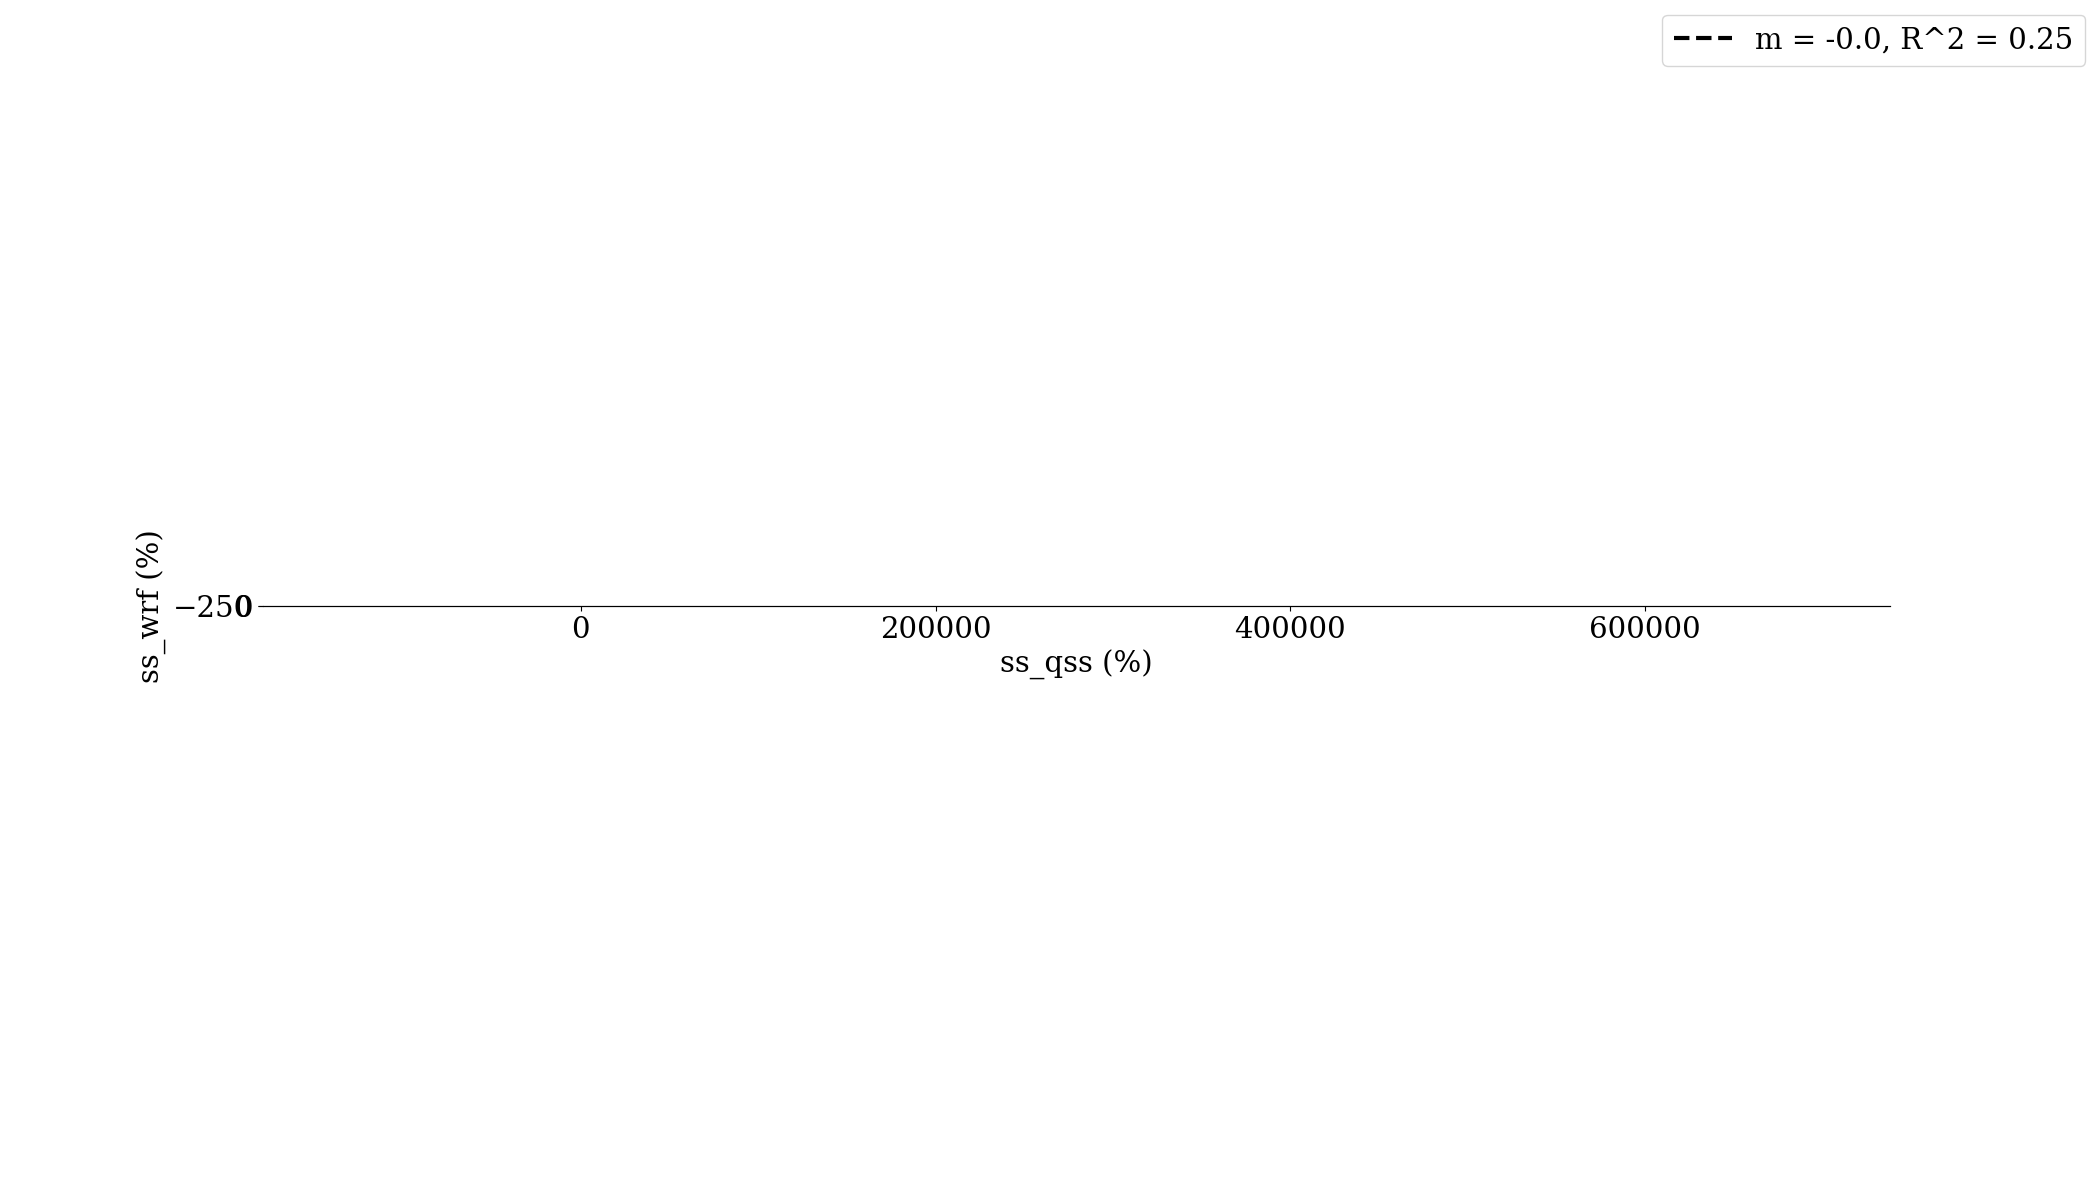 m = -0.0, R^2 = 0.25
ss_wrf (%)
−250
0
0 200000 400000 600000
ss_qss (%)